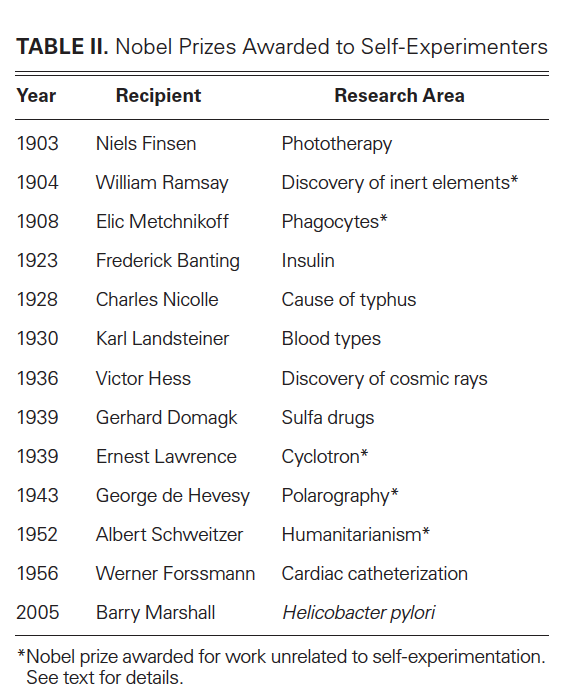 TABLE II. Nobel Prizes Awarded to Self-Experimenters
Year Recipient Research Area
1903 Niels Finsen Phototherapy
1904 William Ramsay Discovery of inert elements*
1908 Elic Metchnikoff Phagocytes*
1923 Frederick Banting Insulin
1928 Charles Nicolle Cause of typhus
1930 Karl Landsteiner Blood types
1936 Victor Hess Discovery of cosmic rays
1939 Gerhard Domagk Sulfa drugs
1939 Ernest Lawrence Cyclotron*
1943 George de Hevesy Polarography*
1952 Albert Schweitzer Humanitarianism*
1956 Werner Forssmann Cardiac catheterization
2005 Barry Marshall Helicobacter pylori
*Nobel prize awarded for work unrelated to self-experimentation.
See text for details.